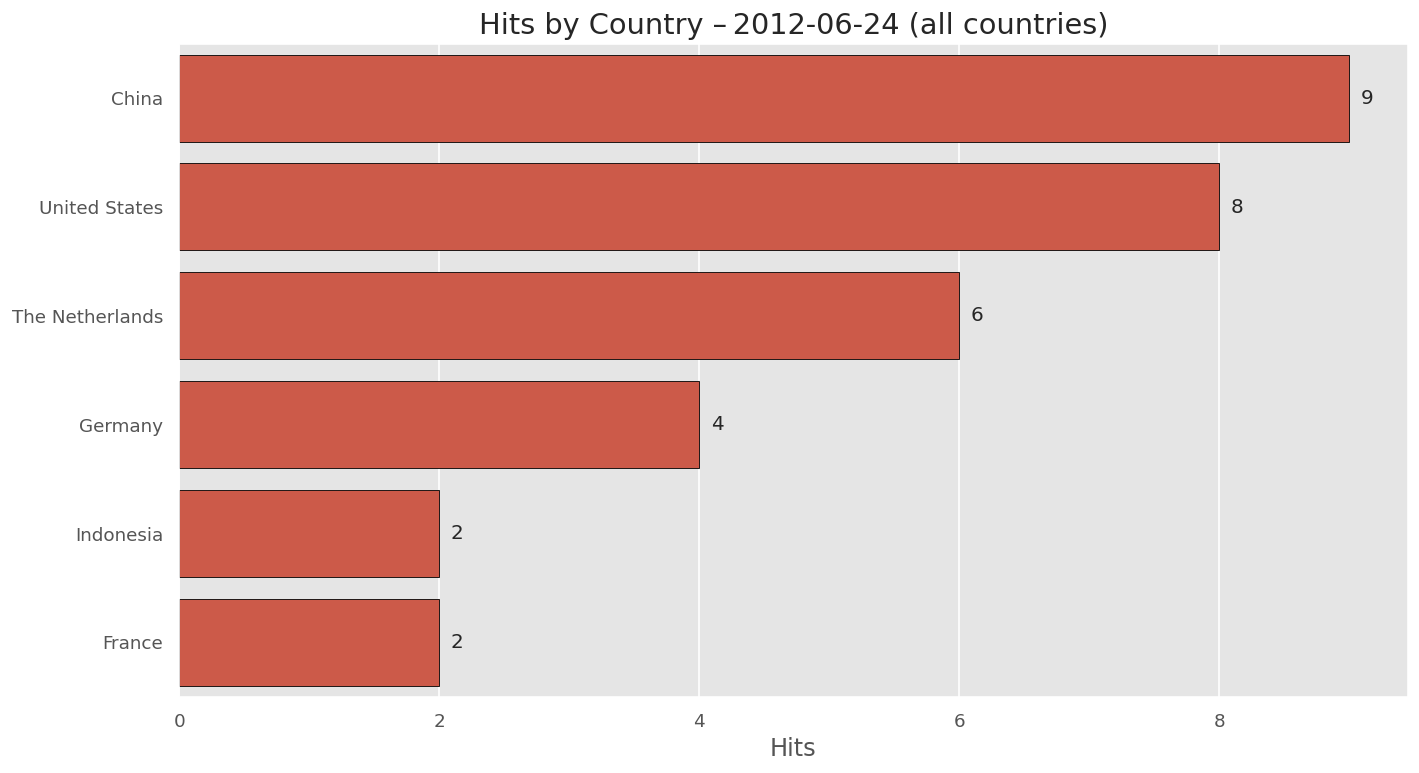 Hits by Country – 2012-06-24 (all countries)
China 9
United States 8
The Netherlands 6
Germany 4
Indonesia 2
France 2
0 2 4 6 8
Hits